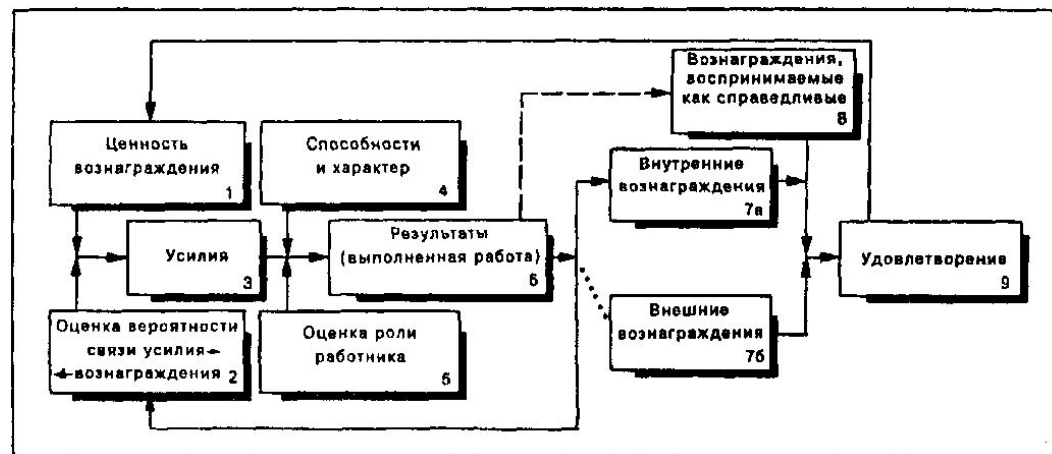 Ценность
вознаграждения
1
Способности
и характер
4
Вознаграждения,
воспринимаемые
как справедливые
8
Внутренние
вознаграждения
7а
Усилия
3
Результаты
(выполненная работа)
6
Удовлетворение
9
Оценка вероятности
связи усилия
вознаграждения 2
Оценка роли
работника
5
Внешние
вознаграждения
7б